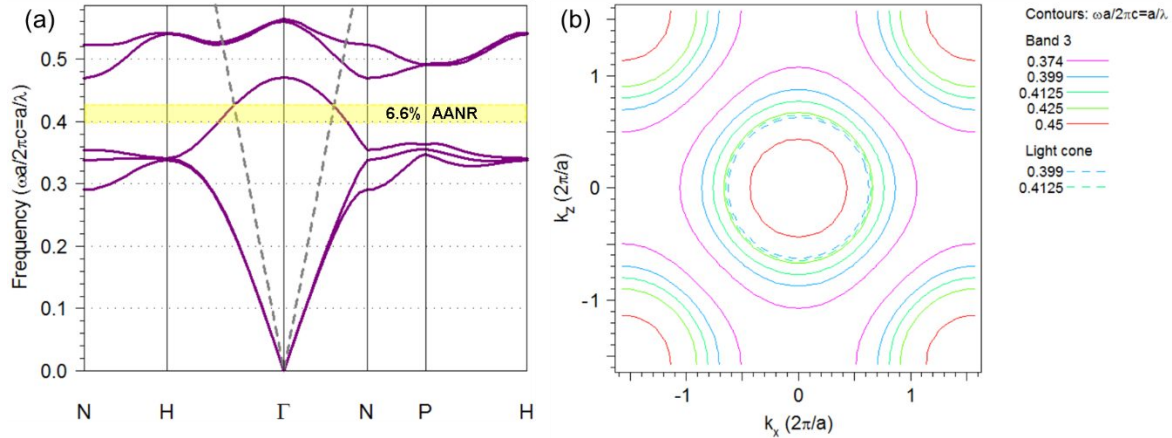 (a)
Frequency (ωa/2πc=a/λ)
0.5
0.4
0.3
0.2
0.1
0.0
6.6% AANR
N H Γ N P H
(b)
k_z (2π/a)
1
0
-1
-1 0 1
k_x (2π/a)
Contours: ωa/2πc=a/λ
Band 3
0.374
0.399
0.4125
0.425
0.45
Light cone
0.399
0.4125